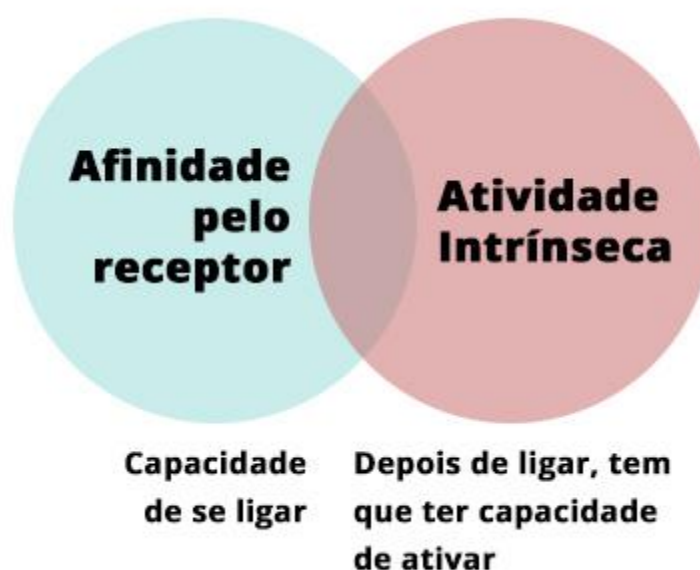 Afinidade
pelo
receptor
Atividade
Intrínseca
Capacidade
de se ligar
Depois de ligar, tem
que ter capacidade
de ativar